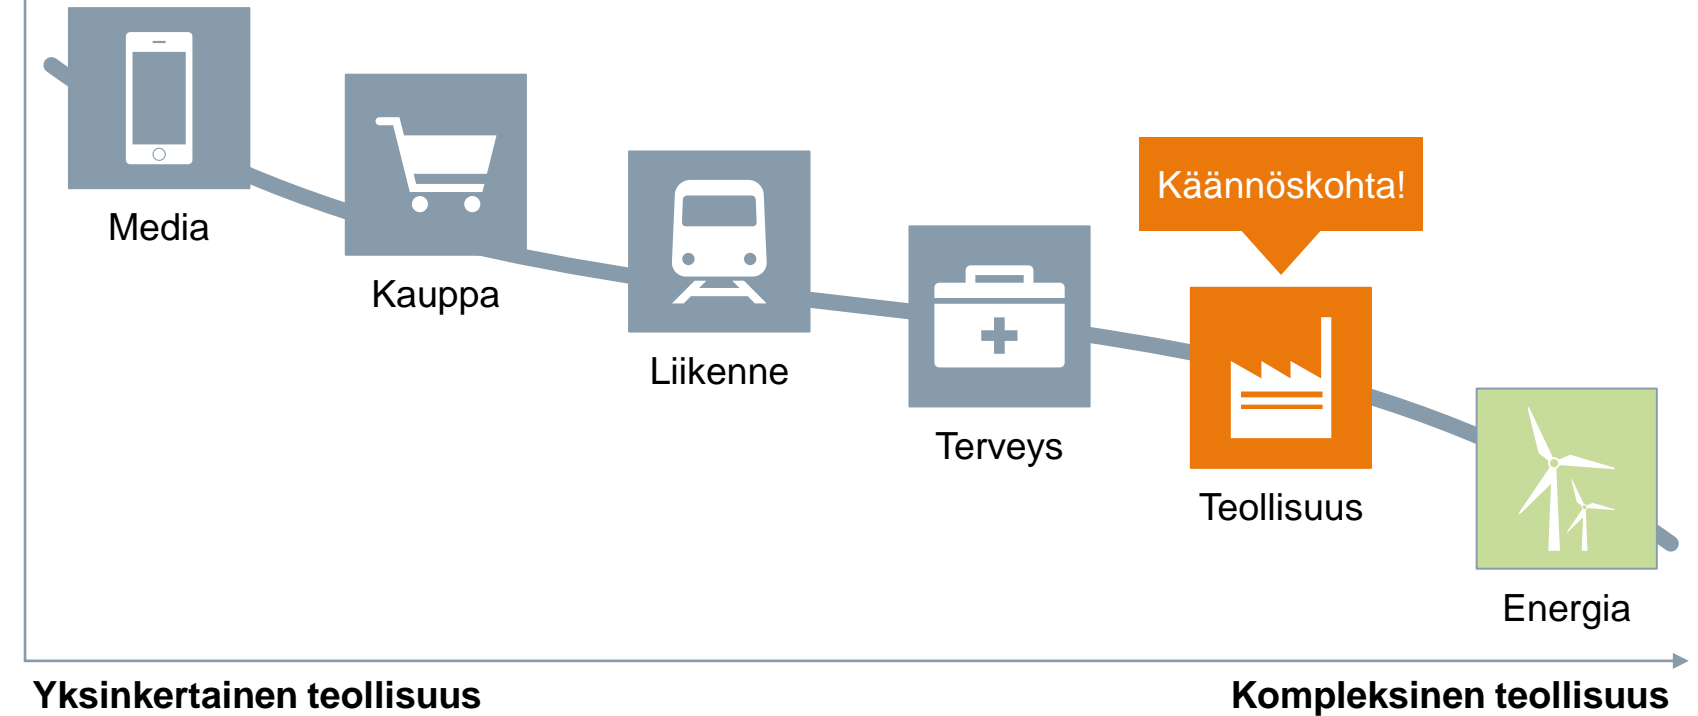 Media
Kauppa
Liikenne
Terveys
Käännöskohta!
Teollisuus
Energia
Yksinkertainen teollisuus
Kompleksinen teollisuus